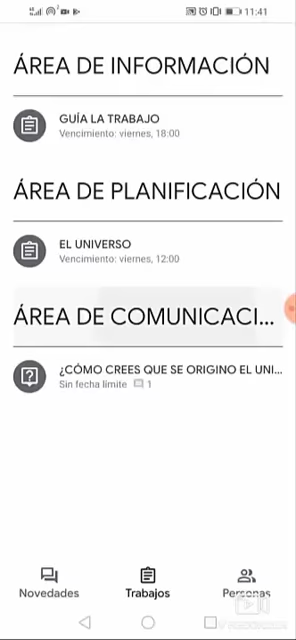 11:41
ÁREA DE INFORMACIÓN
GUÍA LA TRABAJO
Vencimiento: viernes, 18:00
ÁREA DE PLANIFICACIÓN
EL UNIVERSO
Vencimiento: viernes, 12:00
ÁREA DE COMUNICACI...
¿CÓMO CREES QUE SE ORIGINO EL UNI...
Sin fecha límite 1
Novedades
Trabajos
Personas